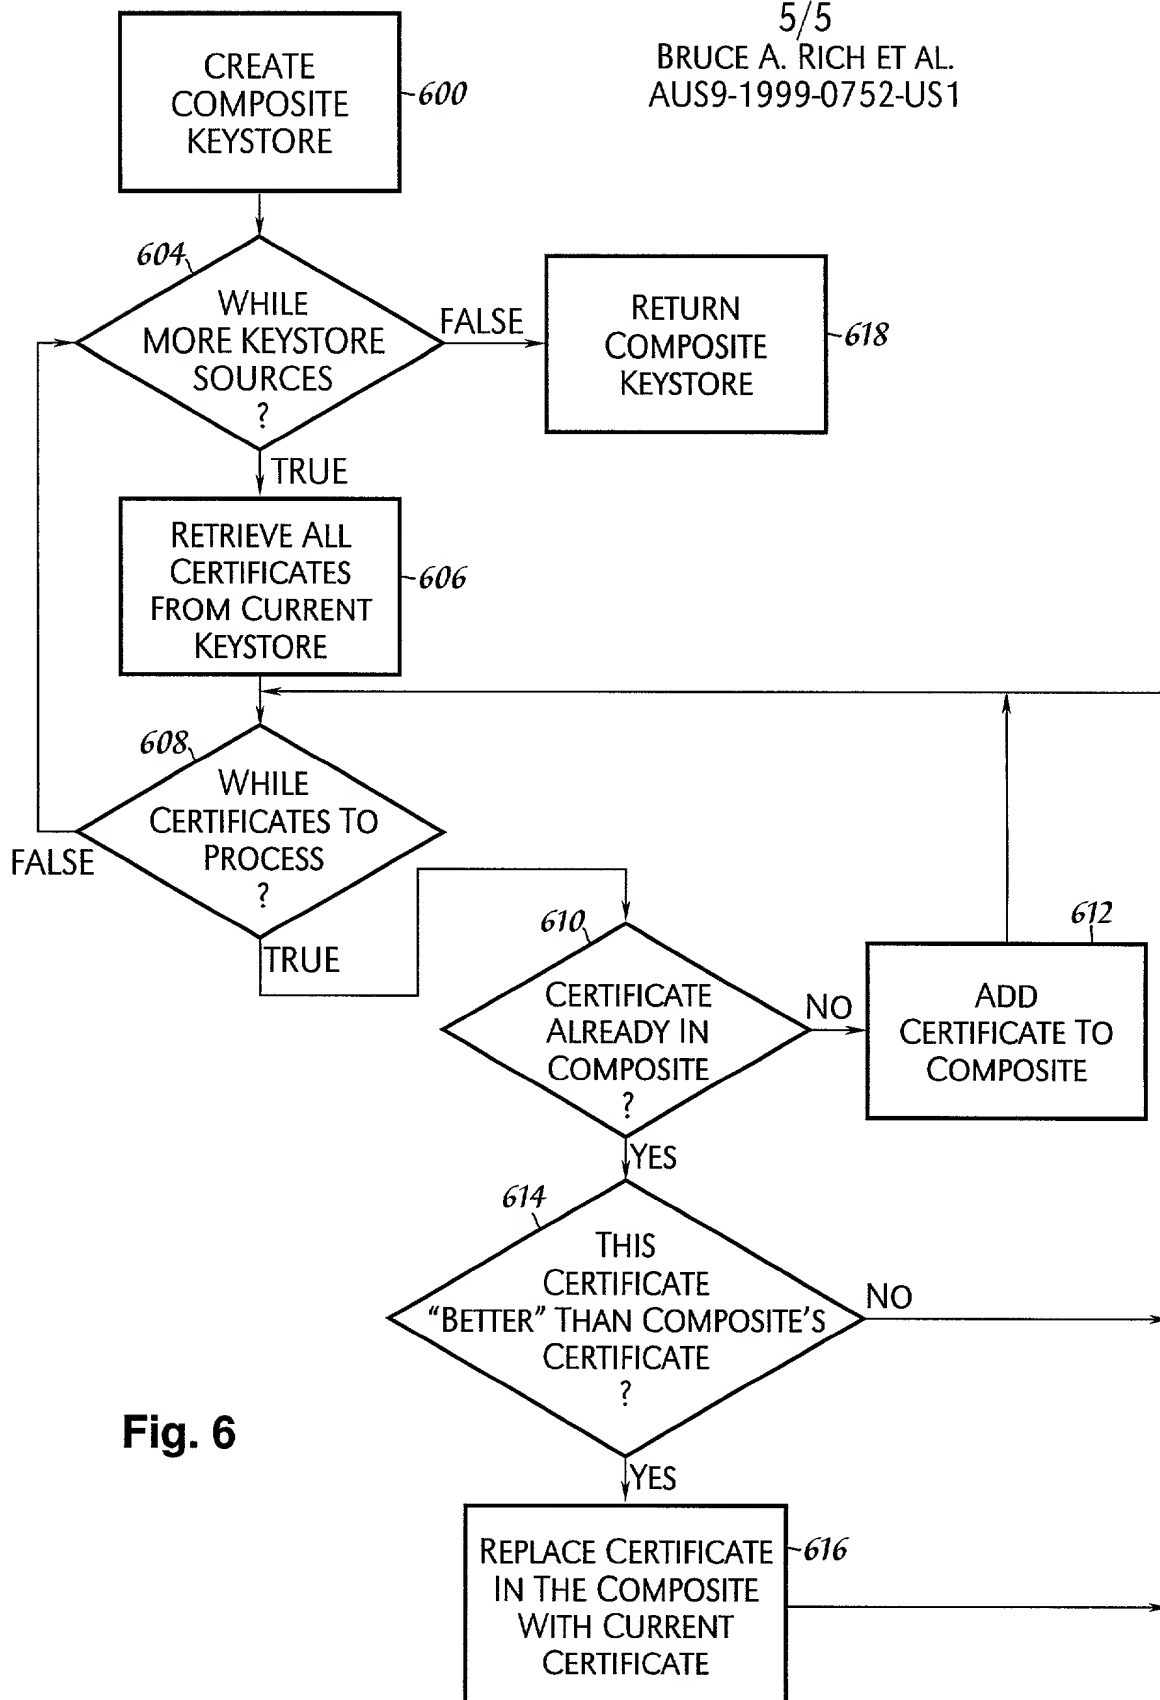 5/5
BRUCE A. RICH ET AL.
AUS9-1999-0752-US1
CREATE
COMPOSITE
KEYSTORE
600
604
WHILE
MORE KEYSTORE
SOURCES
?
FALSE
RETURN
COMPOSITE
KEYSTORE
618
TRUE
RETRIEVE ALL
CERTIFICATES
FROM CURRENT
KEYSTORE
606
608
WHILE
CERTIFICATES TO
PROCESS
?
FALSE
TRUE
610
CERTIFICATE
ALREADY IN
COMPOSITE
?
NO
612
ADD
CERTIFICATE TO
COMPOSITE
YES
614
THIS
CERTIFICATE
“BETTER” THAN COMPOSITE'S
CERTIFICATE
?
NO
YES
Fig. 6
REPLACE CERTIFICATE
IN THE COMPOSITE
WITH CURRENT
CERTIFICATE
616